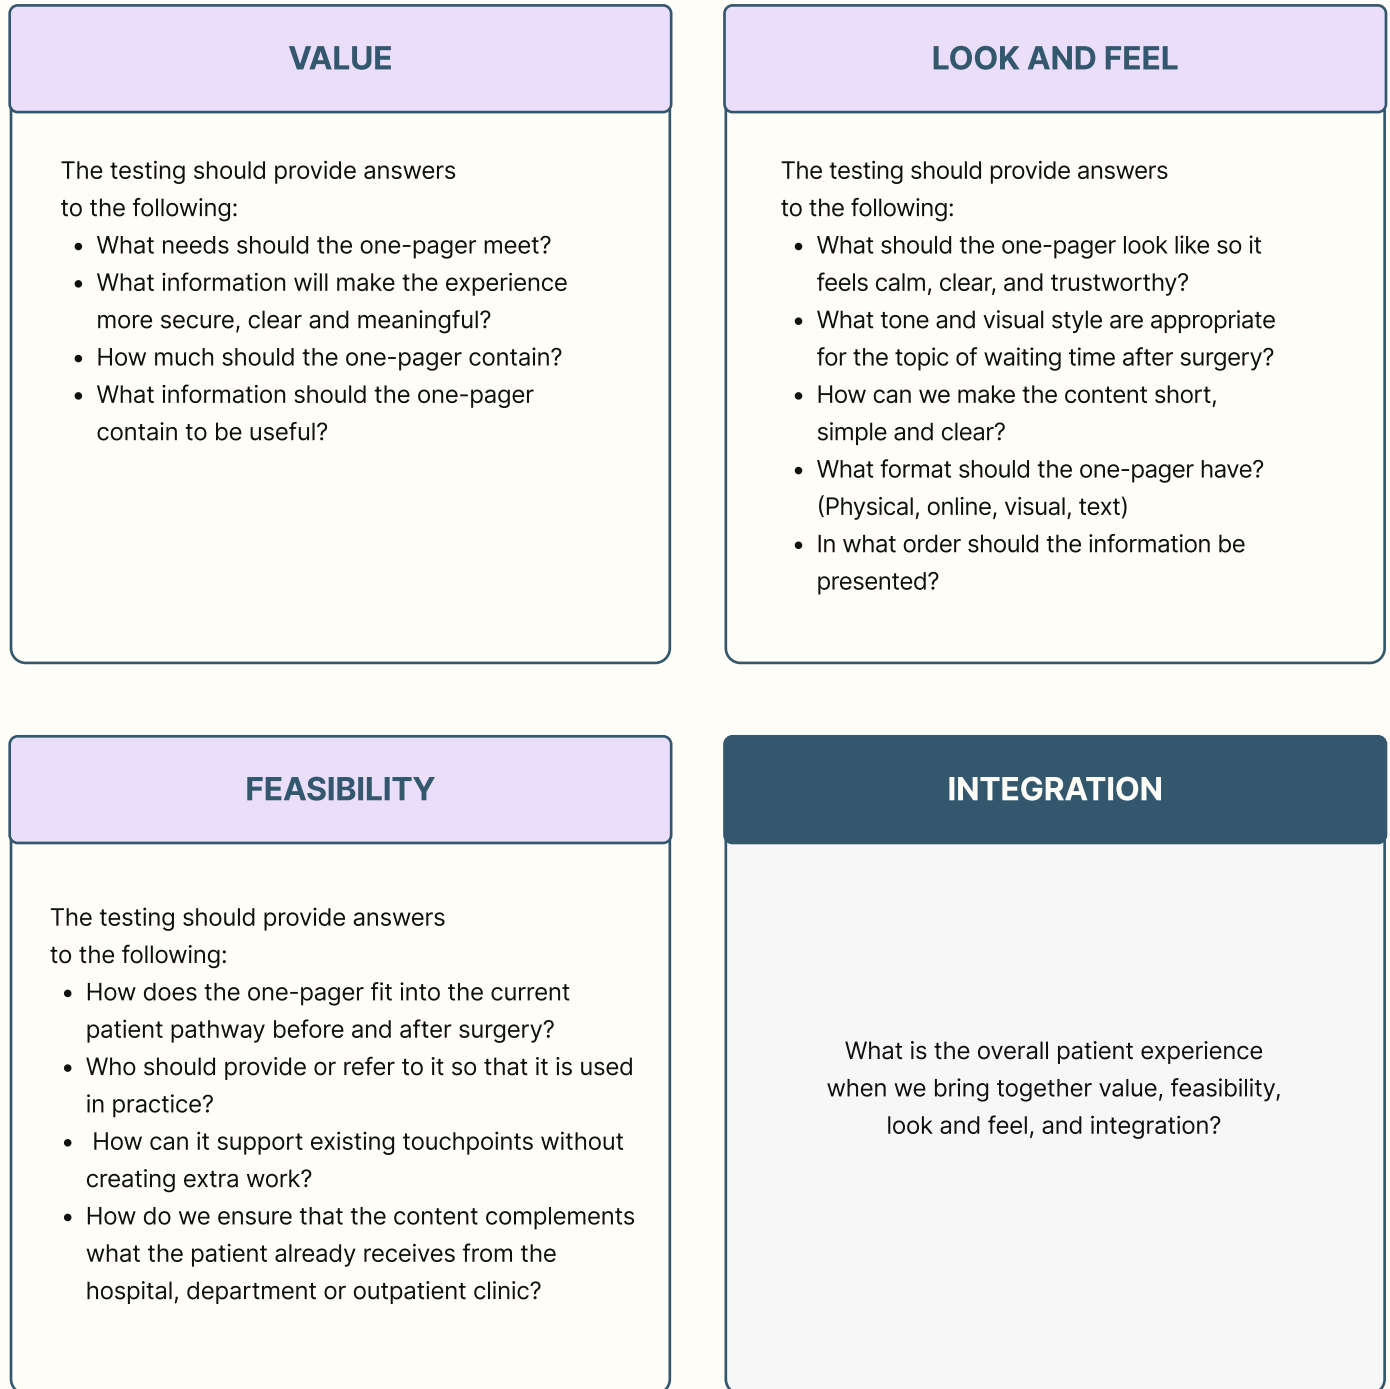 VALUE
The testing should provide answers
to the following:
• What needs should the one-pager meet?
• What information will make the experience
more secure, clear and meaningful?
• How much should the one-pager contain?
• What information should the one-pager
contain to be useful?
LOOK AND FEEL
The testing should provide answers
to the following:
• What should the one-pager look like so it
feels calm, clear, and trustworthy?
• What tone and visual style are appropriate
for the topic of waiting time after surgery?
• How can we make the content short,
simple and clear?
• What format should the one-pager have?
(Physical, online, visual, text)
• In what order should the information be
presented?
FEASIBILITY
The testing should provide answers
to the following:
• How does the one-pager fit into the current
patient pathway before and after surgery?
• Who should provide or refer to it so that it is used
in practice?
• How can it support existing touchpoints without
creating extra work?
• How do we ensure that the content complements
what the patient already receives from the
hospital, department or outpatient clinic?
INTEGRATION
What is the overall patient experience
when we bring together value, feasibility,
look and feel, and integration?